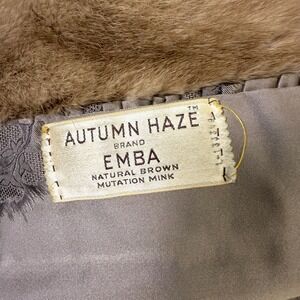 AUTUMN HAZE™
BRAND
EMBA
NATURAL BROWN
MUTATION MINK